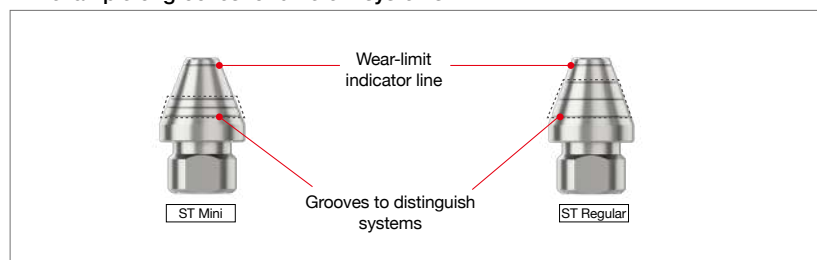 Wear-limit
indicator line
Grooves to distinguish
systems
ST Mini
ST Regular